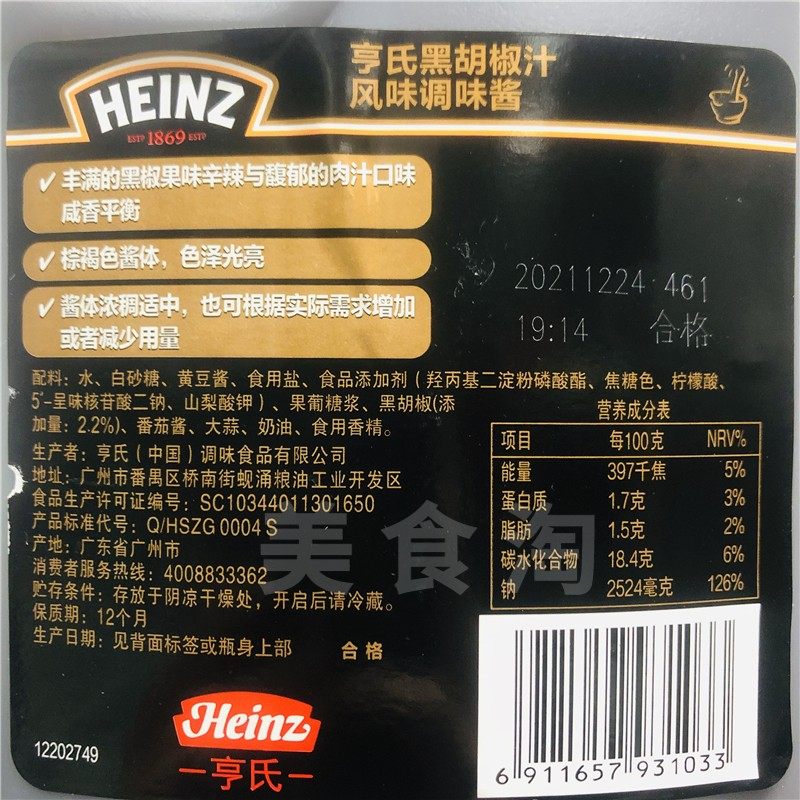 HEINZ
ESTD 1869 ESTD
亨氏黑胡椒汁
风味调味酱
✓ 丰满的黑椒果味辛辣与馥郁的肉汁口味
咸香平衡
✓ 棕褐色酱体，色泽光亮
✓ 酱体浓稠适中，也可根据实际需求增加
或者减少用量
20211224 461
19:14 合格
配料：水、白砂糖、黄豆酱、食用盐、食品添加剂（羟丙基二淀粉磷酸酯、焦糖色、柠檬酸、
5'-呈味核苷酸二钠、山梨酸钾）、果葡糖浆、黑胡椒(添
加量：2.2%)、番茄酱、大蒜、奶油、食用香精。
生产者：亨氏（中国）调味食品有限公司
地址：广州市番禺区桥南街蚬涌粮油工业开发区
食品生产许可证编号：SC10344011301650
产品标准代号：Q/HSZG 0004 S
产地：广东省广州市
消费者服务热线：4008833362
贮存条件：存放于阴凉干燥处，开启后请冷藏。
保质期：12个月
生产日期：见背面标签或瓶身上部 合格
营养成分表
项目 每100克 NRV%
能量 397千焦 5%
蛋白质 1.7克 3%
脂肪 1.5克 2%
碳水化合物 18.4克 6%
钠 2524毫克 126%
美食淘
Heinz
亨氏
12202749
6 911657 931033